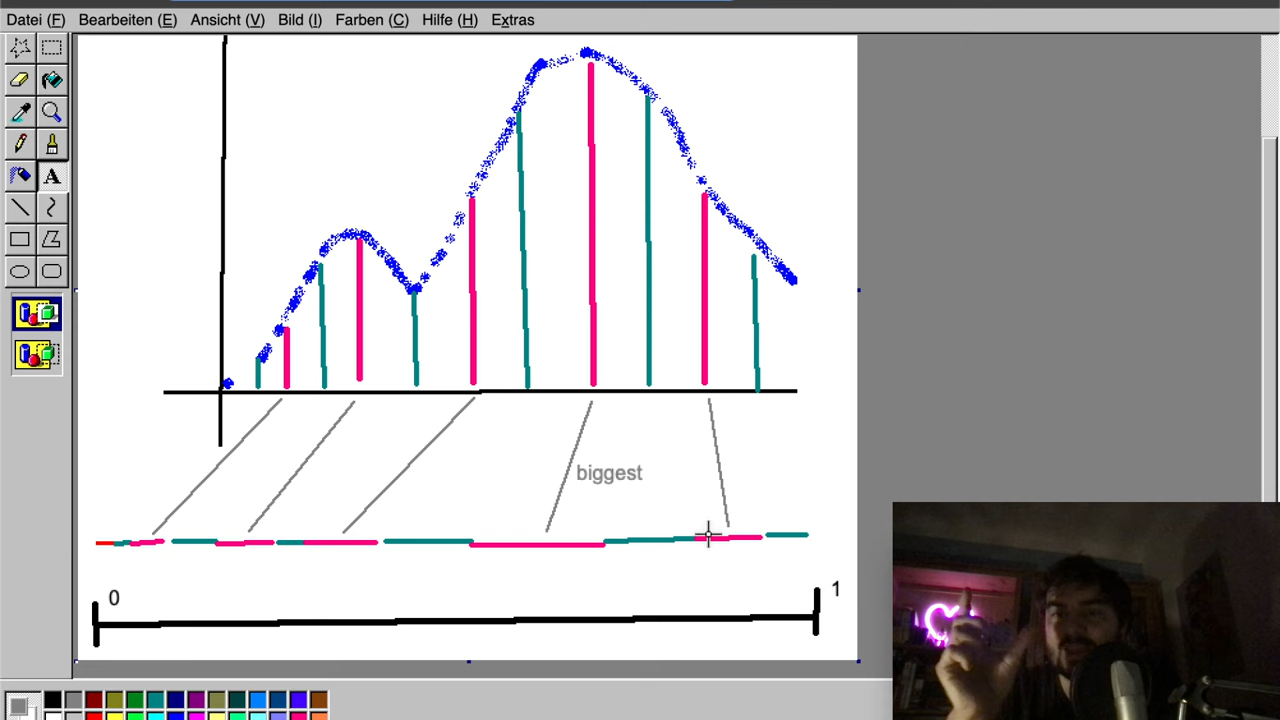 Datei (F) Bearbeiten (E) Ansicht (V) Bild (I) Farben (C) Hilfe (H) Extras
A
biggest
0
1